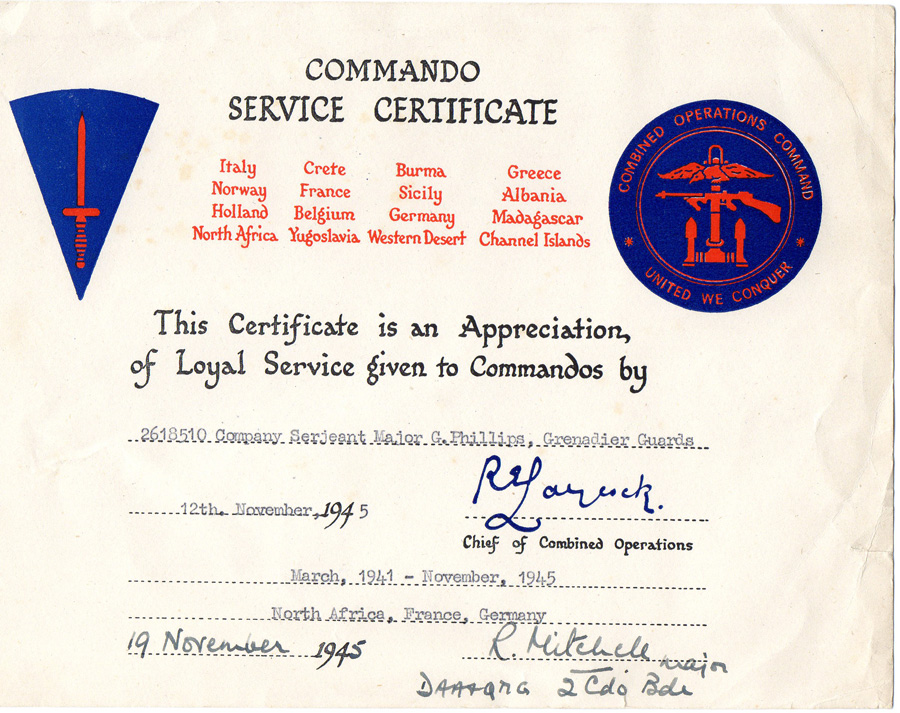 COMMANDO
SERVICE CERTIFICATE
Italy Crete Burma Greece
Norway France Sicily Albania
Holland Belgium Germany Madagascar
North Africa Yugoslavia Western Desert Channel Islands
COMBINED OPERATIONS COMMAND
UNITED WE CONQUER
This Certificate is an Appreciation,
of Loyal Service given to Commandos by
2618510 Company Serjeant Major G.Phillips, Grenadier Guards
R E Laycock.
12th. November, 1945
Chief of Combined Operations
March, 1941 - November, 1945
North Africa, France, Germany
19 November 1945 R. Mitchell major
DAAAQMG 2 Cdo Bde